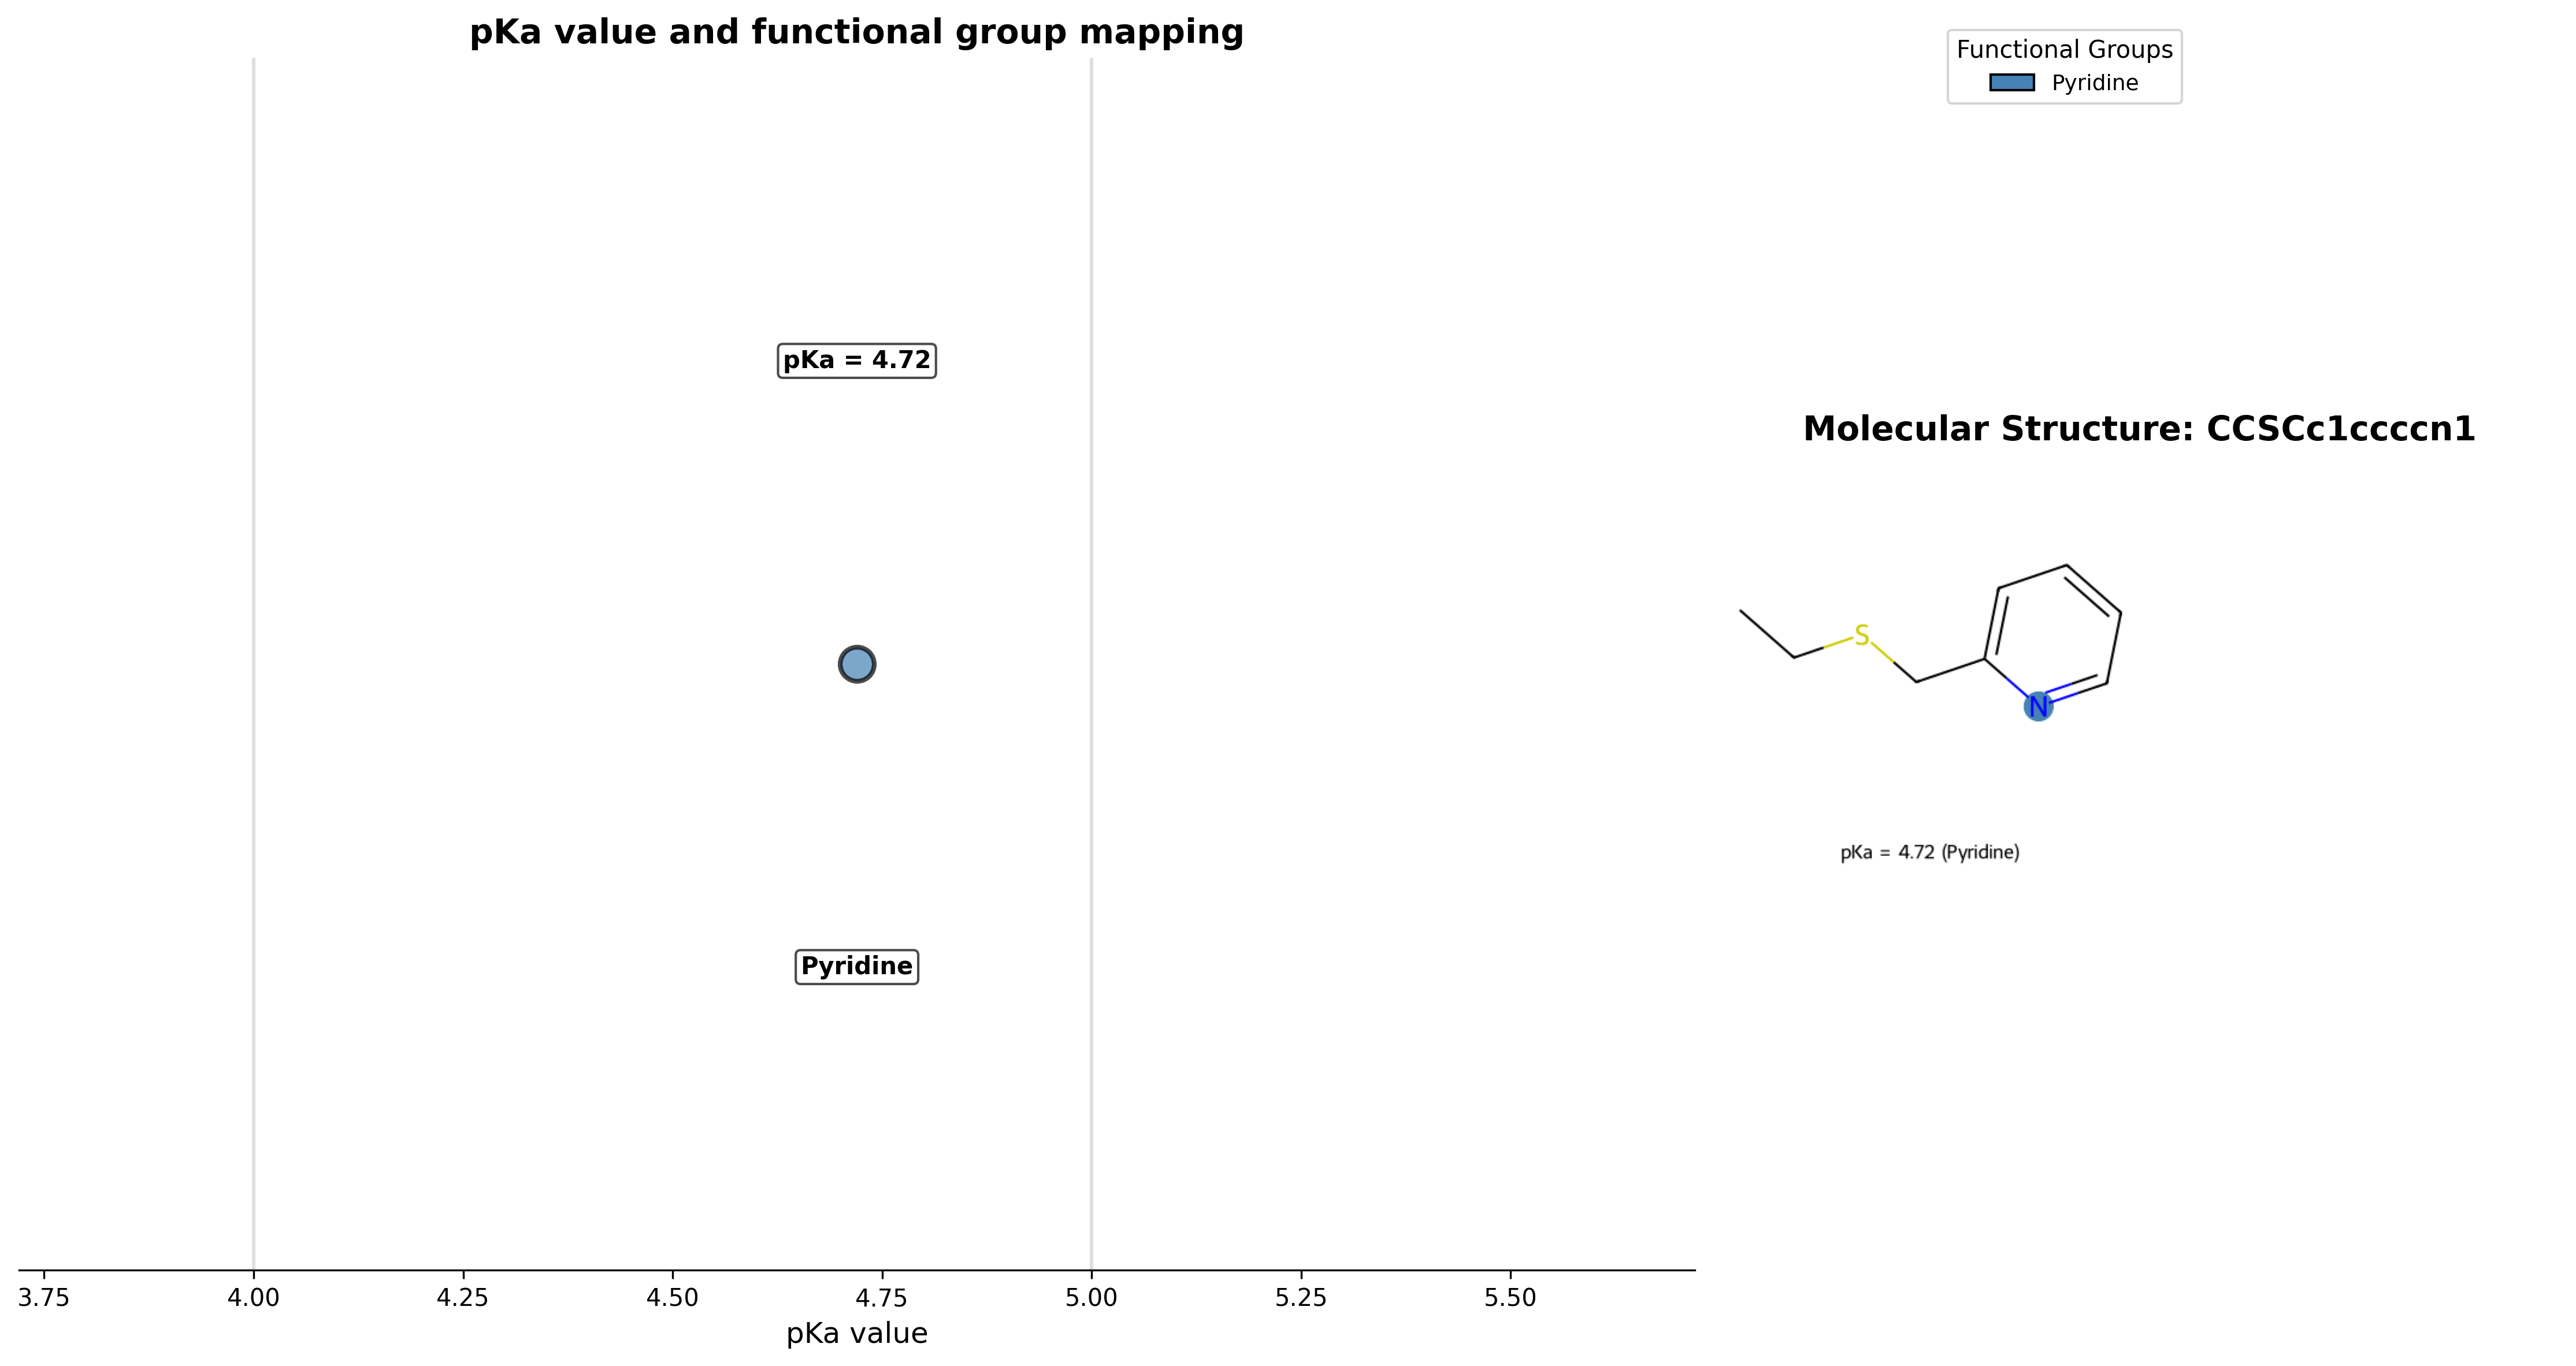 pKa value and functional group mapping
pKa = 4.72
Pyridine
3.75 4.00 4.25 4.50 4.75 5.00 5.25 5.50
pKa value
Functional Groups
Pyridine
Molecular Structure: CCSCc1ccccn1
S
N
pKa = 4.72 (Pyridine)